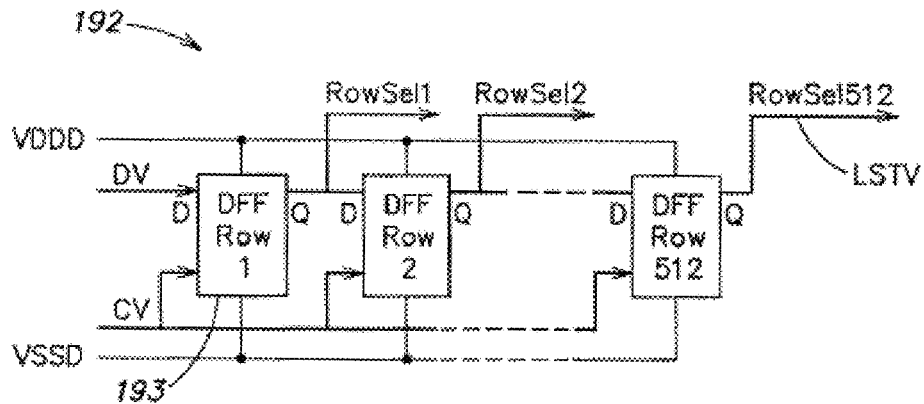 192
RowSel1
RowSel2
RowSel512
VDDD
DV
LSTV
D
DFF
Row
1
Q
D
DFF
Row
2
Q
D
DFF
Row
512
Q
CV
VSSD
193